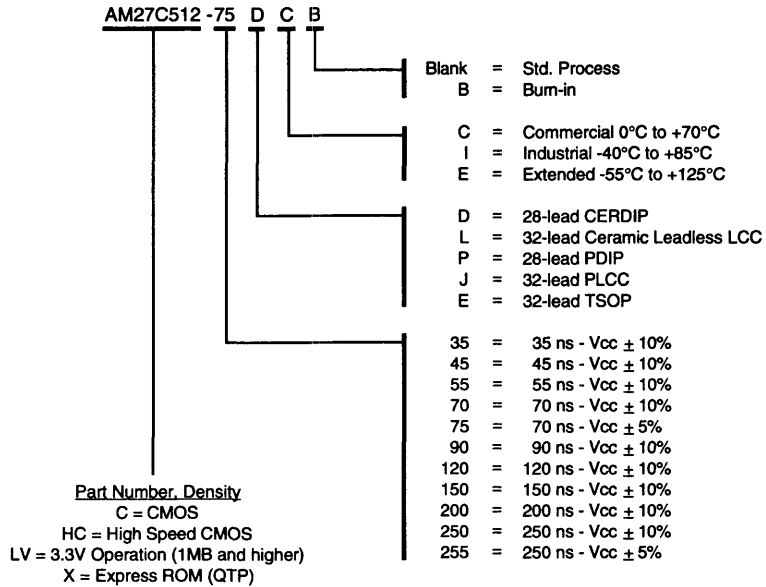 AM27C512 -75 D C B
Blank = Std. Process
B = Burn-in
C = Commercial 0°C to +70°C
I = Industrial -40°C to +85°C
E = Extended -55°C to +125°C
D = 28-lead CERDIP
L = 32-lead Ceramic Leadless LCC
P = 28-lead PDIP
J = 32-lead PLCC
E = 32-lead TSOP
35 = 35 ns - Vcc ± 10%
45 = 45 ns - Vcc ± 10%
55 = 55 ns - Vcc ± 10%
70 = 70 ns - Vcc ± 10%
75 = 70 ns - Vcc ± 5%
90 = 90 ns - Vcc ± 10%
120 = 120 ns - Vcc ± 10%
150 = 150 ns - Vcc ± 10%
200 = 200 ns - Vcc ± 10%
250 = 250 ns - Vcc ± 10%
255 = 250 ns - Vcc ± 5%
Part Number, Density
C = CMOS
HC = High Speed CMOS
LV = 3.3V Operation (1MB and higher)
X = Express ROM (QTP)